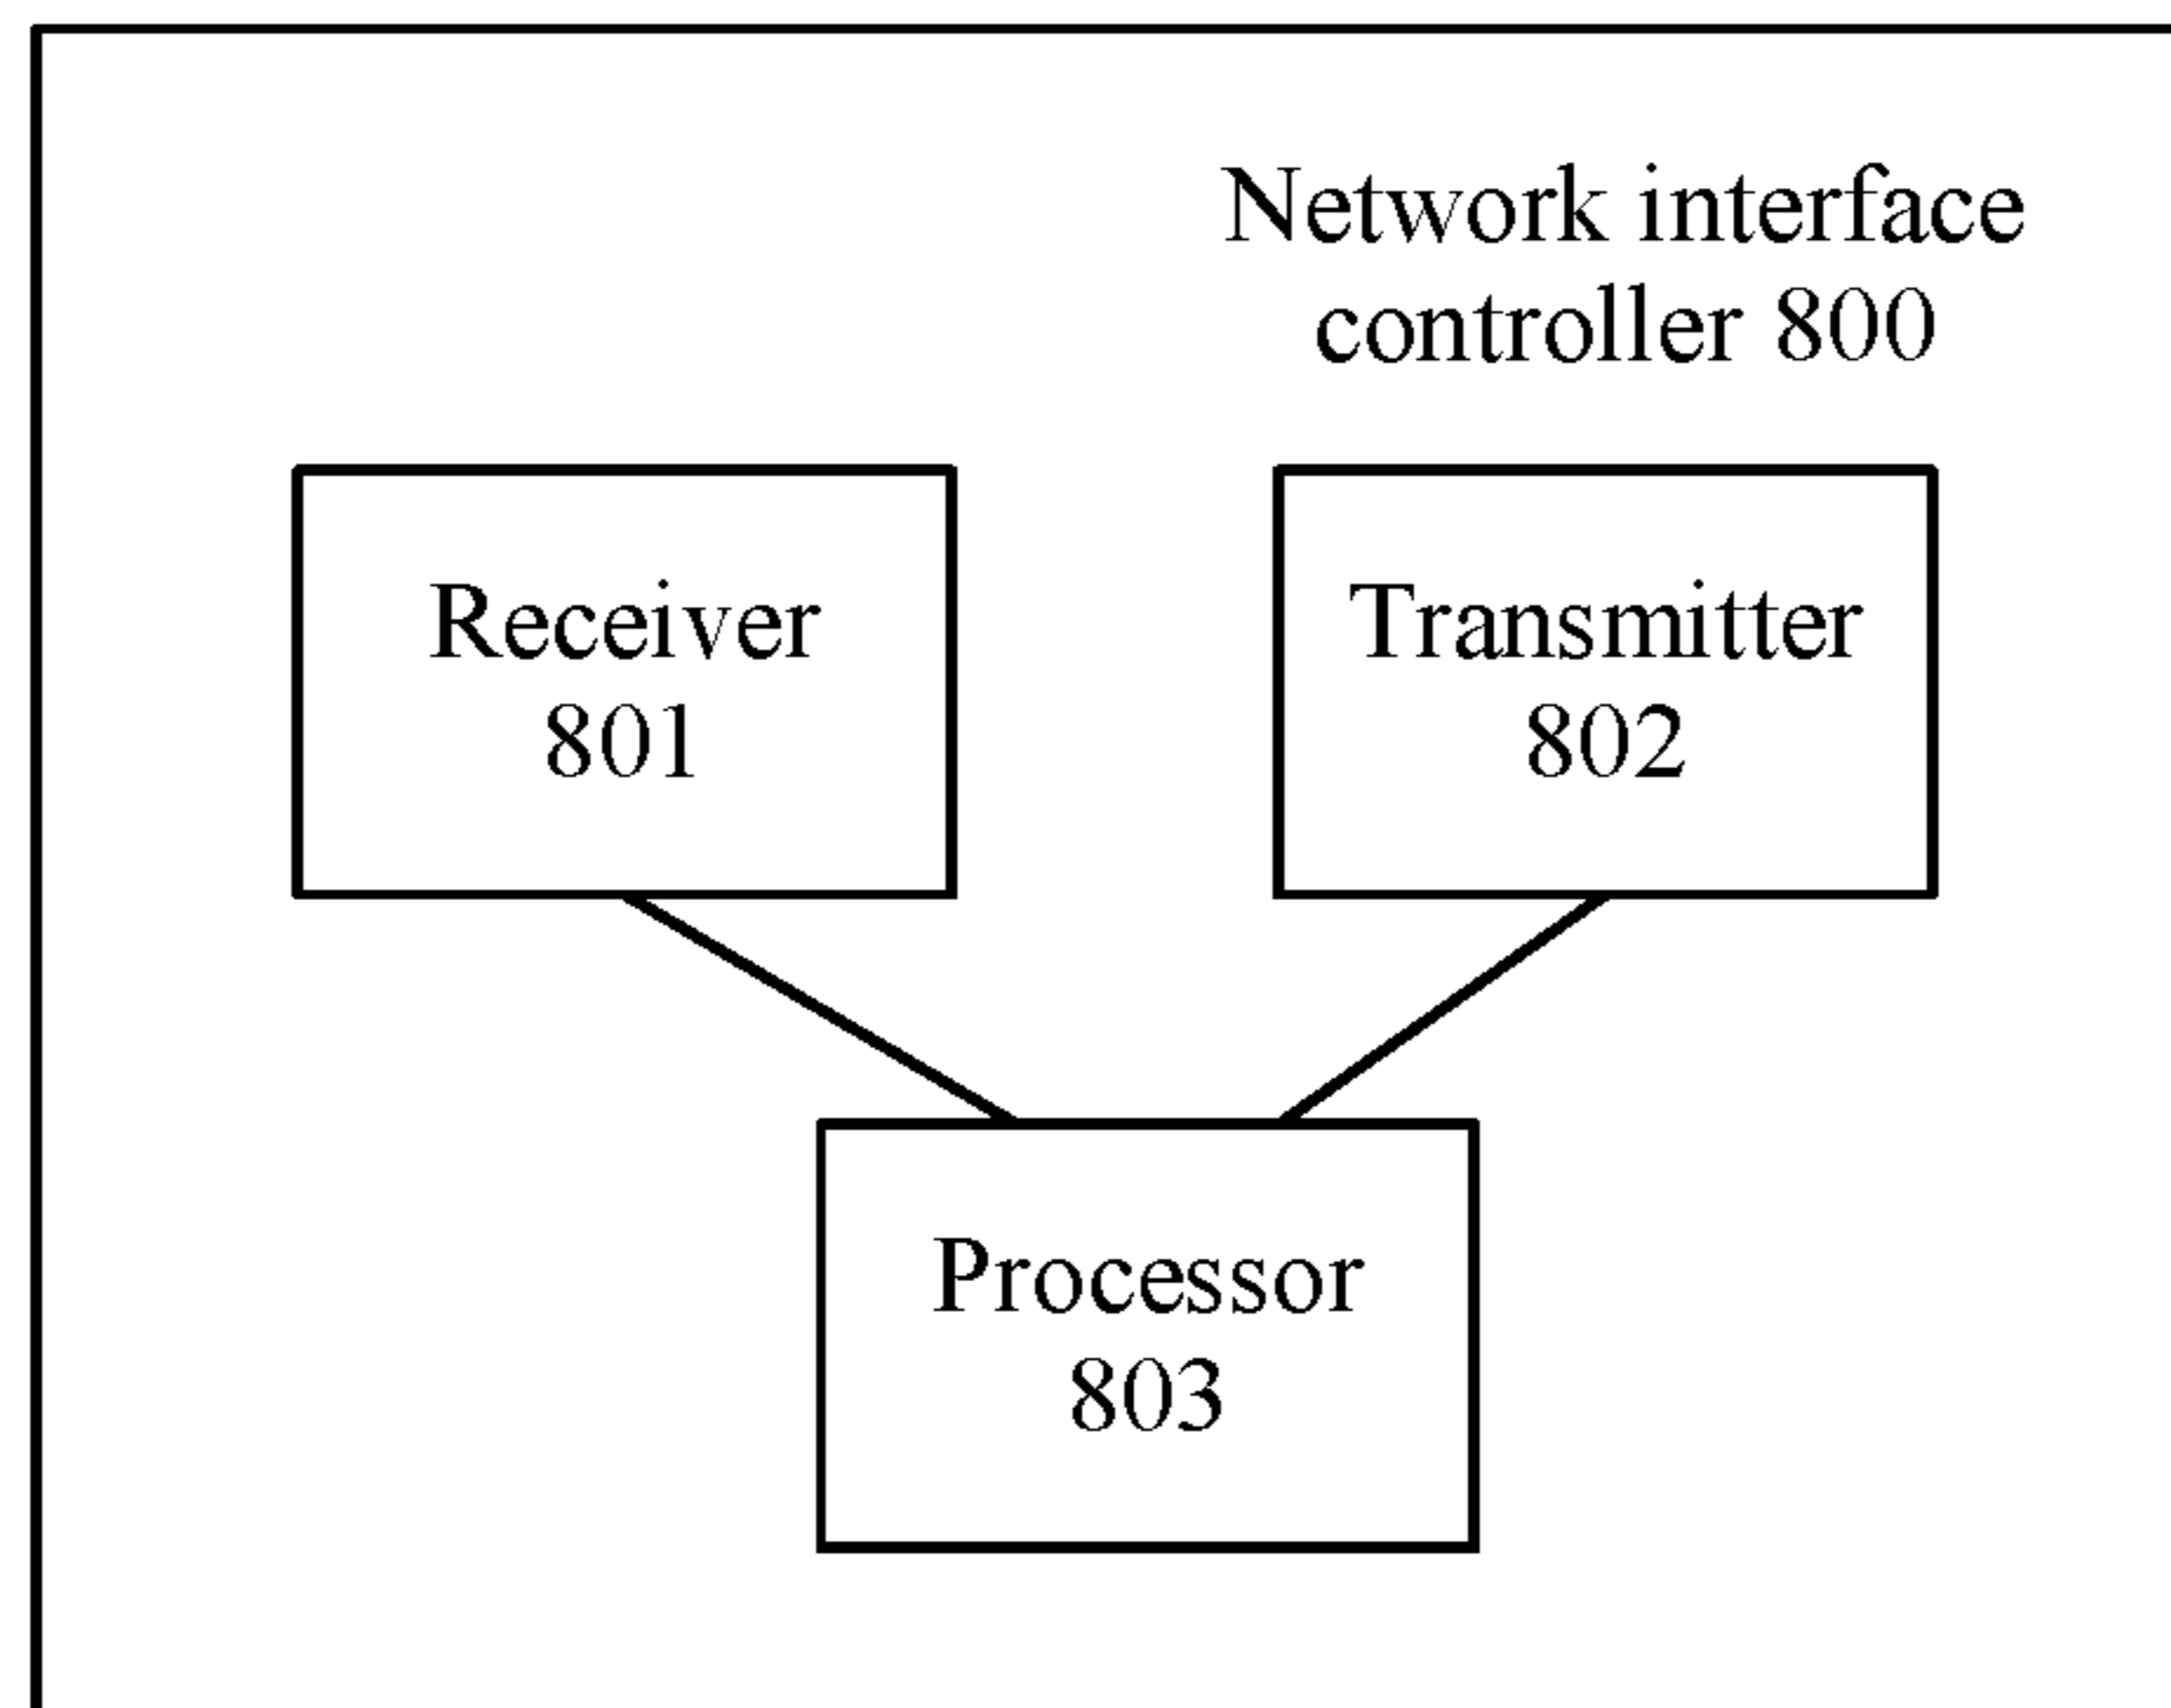 Network interface
controller 800
Receiver
801
Transmitter
802
Processor
803